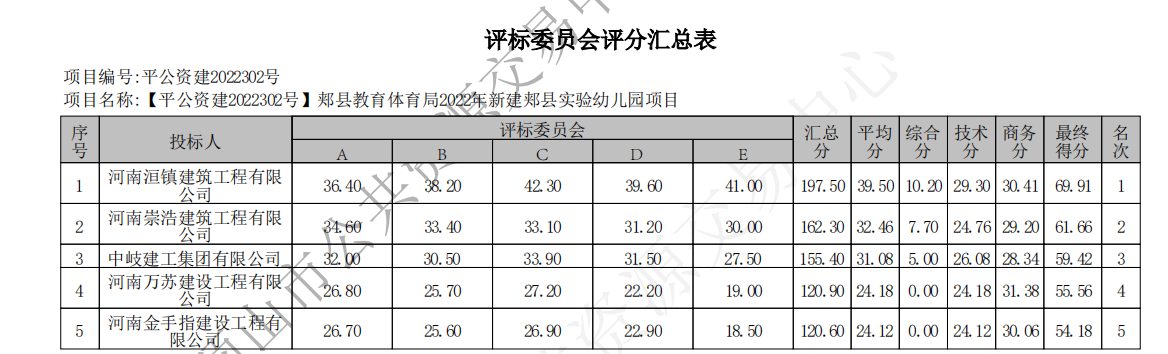 评标委员会评分汇总表
项目编号:平公资建2022302号
项目名称:【平公资建2022302号】郏县教育体育局2022年新建郏县实验幼儿园项目
序号 投标人 评标委员会 汇总分 平均分 综合分 技术分 商务分 最终得分 名次
A B C D E
1 河南洹镇建筑工程有限公司 36.40 38.20 42.30 39.60 41.00 197.50 39.50 10.20 29.30 30.41 69.91 1
2 河南崇浩建筑工程有限公司 34.60 33.40 33.10 31.20 30.00 162.30 32.46 7.70 24.76 29.20 61.66 2
3 中岐建工集团有限公司 32.00 30.50 33.90 31.50 27.50 155.40 31.08 5.00 26.08 28.34 59.42 3
4 河南万苏建设工程有限公司 26.80 25.70 27.20 22.20 19.00 120.90 24.18 0.00 24.18 31.38 55.56 4
5 河南金手指建设工程有限公司 26.70 25.60 26.90 22.90 18.50 120.60 24.12 0.00 24.12 30.06 54.18 5